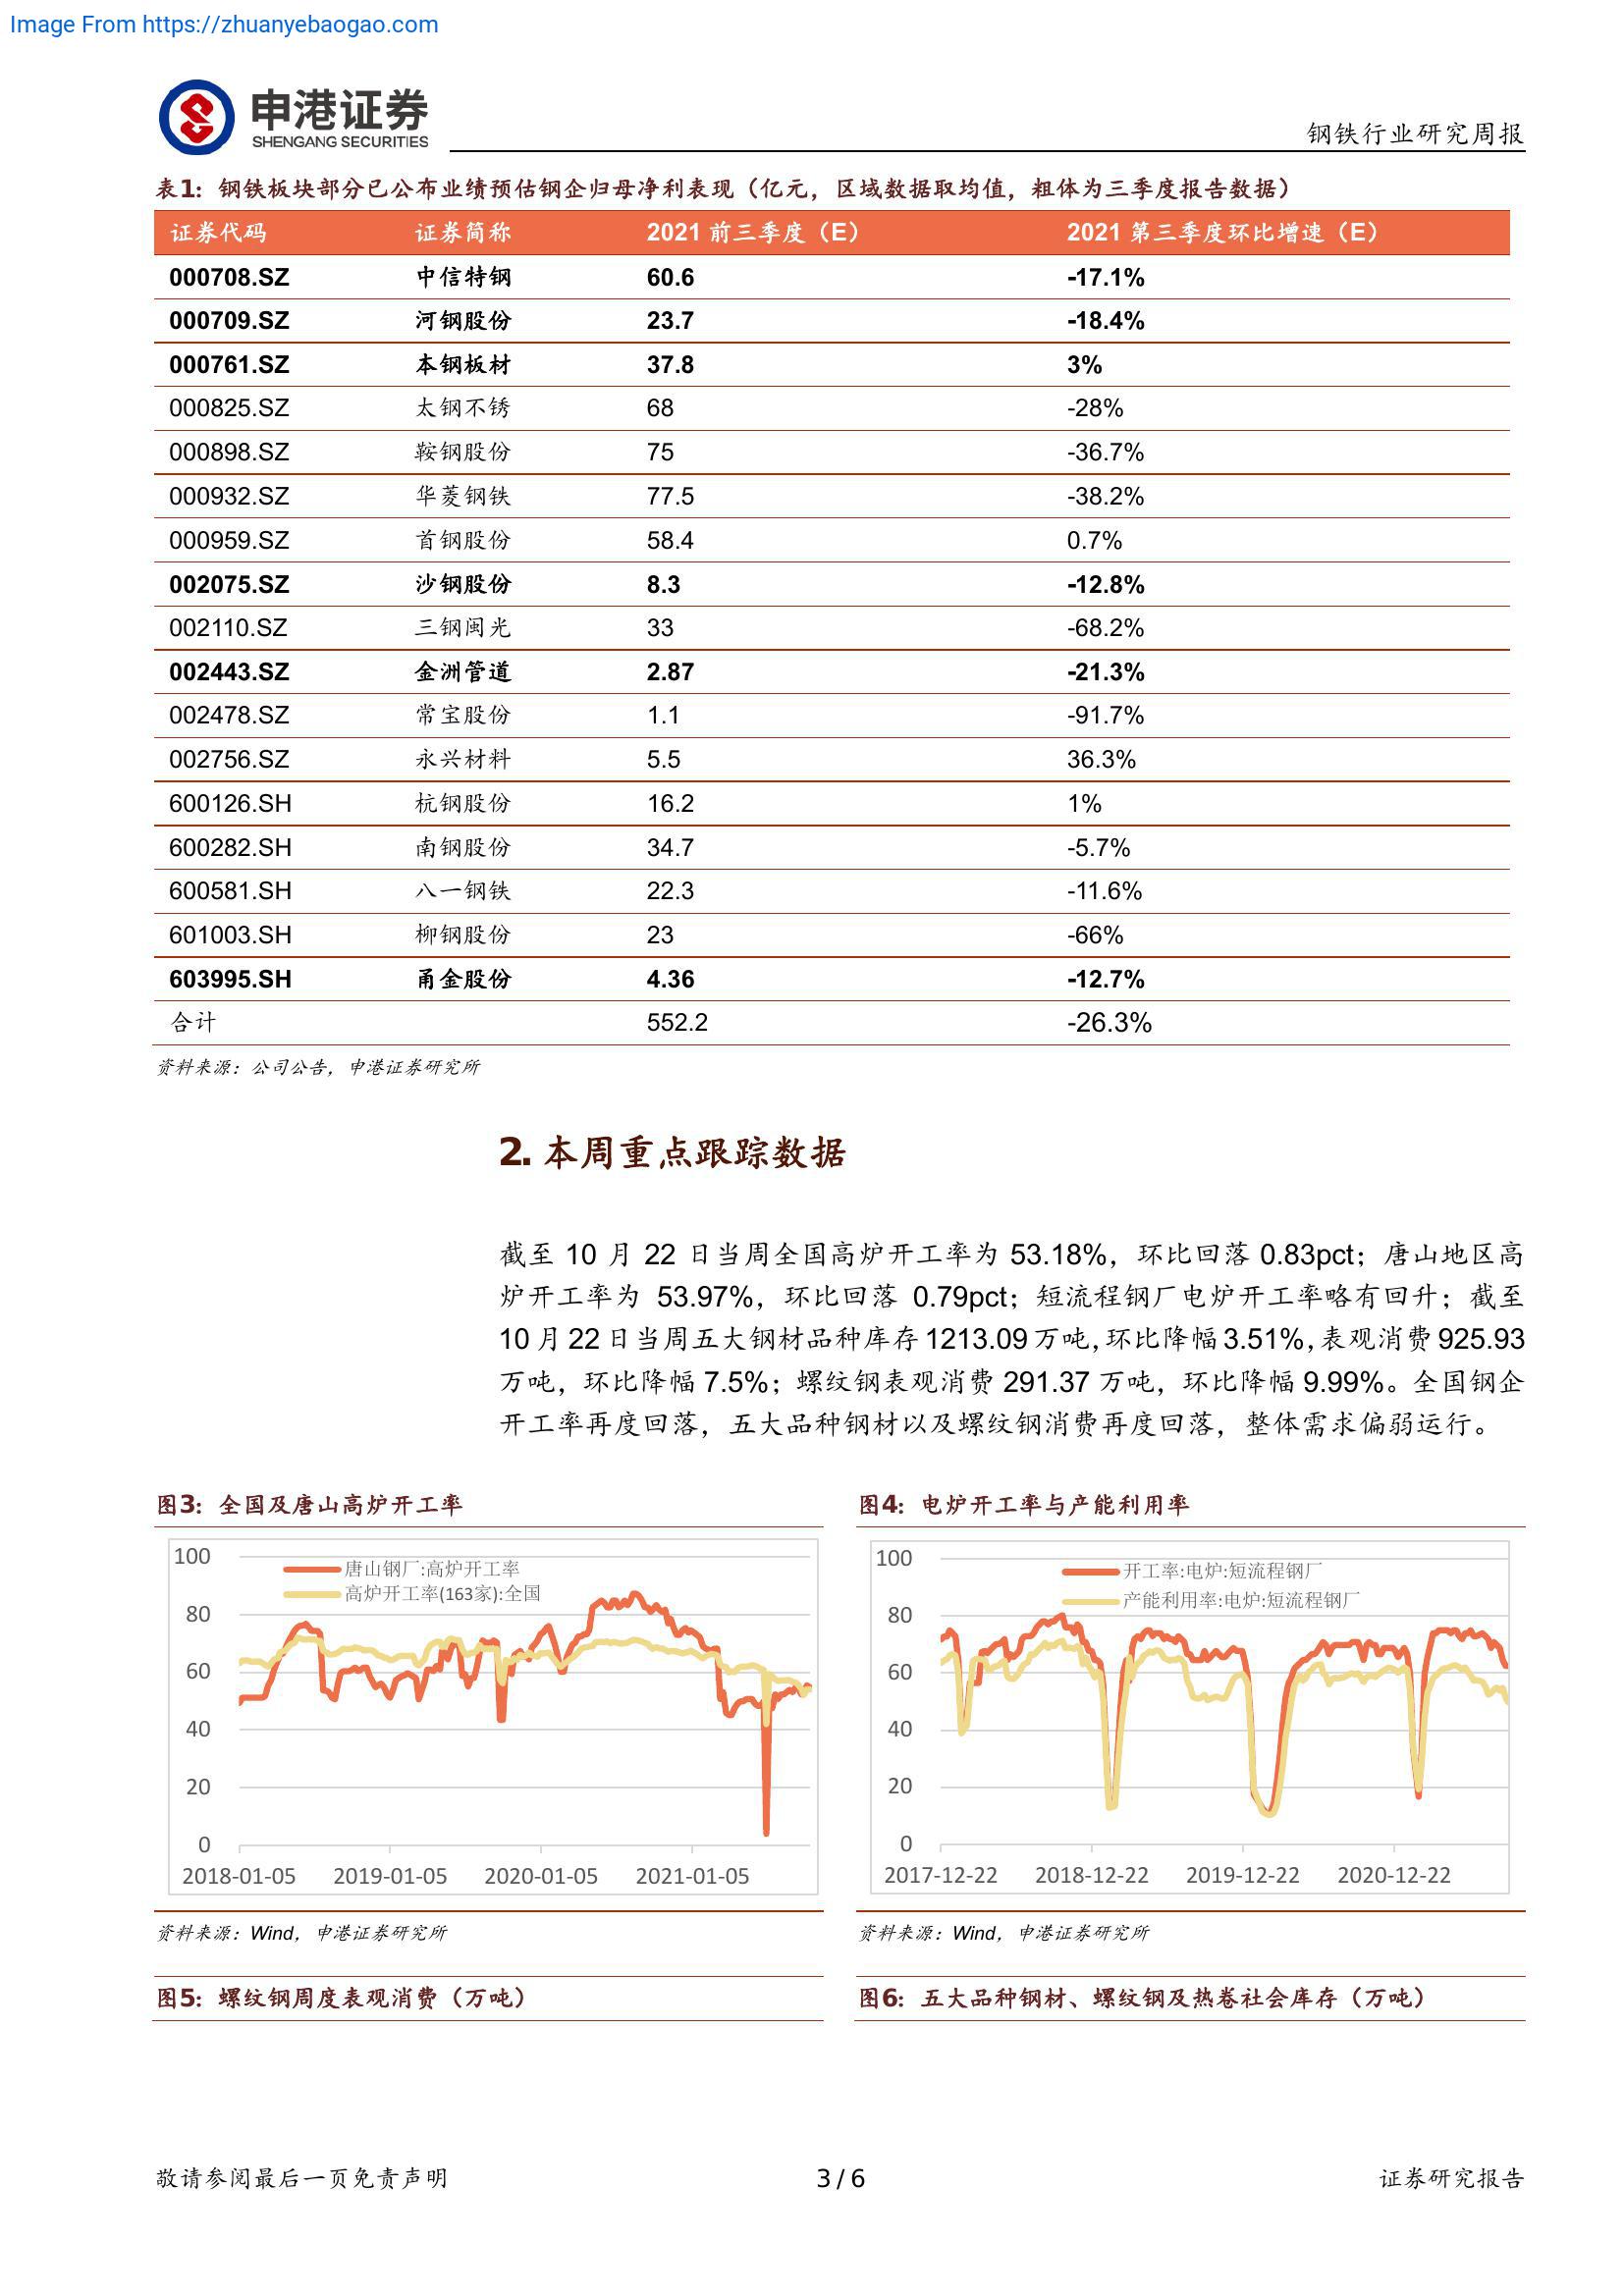 Image From https://zhuanyebaogao.com
申港证券
SHENGANG SECURITIES
钢铁行业研究周报
表1: 钢铁板块部分已公布业绩预估钢企归母净利表现（亿元，区域数据取均值，粗体为三季度报告数据）
证券代码 证券简称 2021 前三季度（E） 2021 第三季度环比增速（E）
000708.SZ 中信特钢 60.6 -17.1%
000709.SZ 河钢股份 23.7 -18.4%
000761.SZ 本钢板材 37.8 3%
000825.SZ 太钢不锈 68 -28%
000898.SZ 鞍钢股份 75 -36.7%
000932.SZ 华菱钢铁 77.5 -38.2%
000959.SZ 首钢股份 58.4 0.7%
002075.SZ 沙钢股份 8.3 -12.8%
002110.SZ 三钢闽光 33 -68.2%
002443.SZ 金洲管道 2.87 -21.3%
002478.SZ 常宝股份 1.1 -91.7%
002756.SZ 永兴材料 5.5 36.3%
600126.SH 杭钢股份 16.2 1%
600282.SH 南钢股份 34.7 -5.7%
600581.SH 八一钢铁 22.3 -11.6%
601003.SH 柳钢股份 23 -66%
603995.SH 甬金股份 4.36 -12.7%
合计 552.2 -26.3%
资料来源：公司公告，申港证券研究所
2. 本周重点跟踪数据
截至 10 月 22 日当周全国高炉开工率为 53.18%，环比回落 0.83pct；唐山地区高
炉开工率为 53.97%，环比回落 0.79pct；短流程钢厂电炉开工率略有回升；截至
10 月 22 日当周五大钢材品种库存 1213.09 万吨，环比降幅 3.51%，表观消费 925.93
万吨，环比降幅 7.5%；螺纹钢表观消费 291.37 万吨，环比降幅 9.99%。全国钢企
开工率再度回落，五大品种钢材以及螺纹钢消费再度回落，整体需求偏弱运行。
图3: 全国及唐山高炉开工率
100
唐山钢厂:高炉开工率
高炉开工率(163家):全国
80
60
40
20
0
2018-01-05 2019-01-05 2020-01-05 2021-01-05
资料来源：Wind，申港证券研究所
图4: 电炉开工率与产能利用率
100
开工率:电炉:短流程钢厂
产能利用率:电炉:短流程钢厂
80
60
40
20
0
2017-12-22 2018-12-22 2019-12-22 2020-12-22
资料来源：Wind，申港证券研究所
图5: 螺纹钢周度表观消费（万吨）
图6: 五大品种钢材、螺纹钢及热卷社会库存（万吨）
敬请参阅最后一页免责声明 3 / 6 证券研究报告